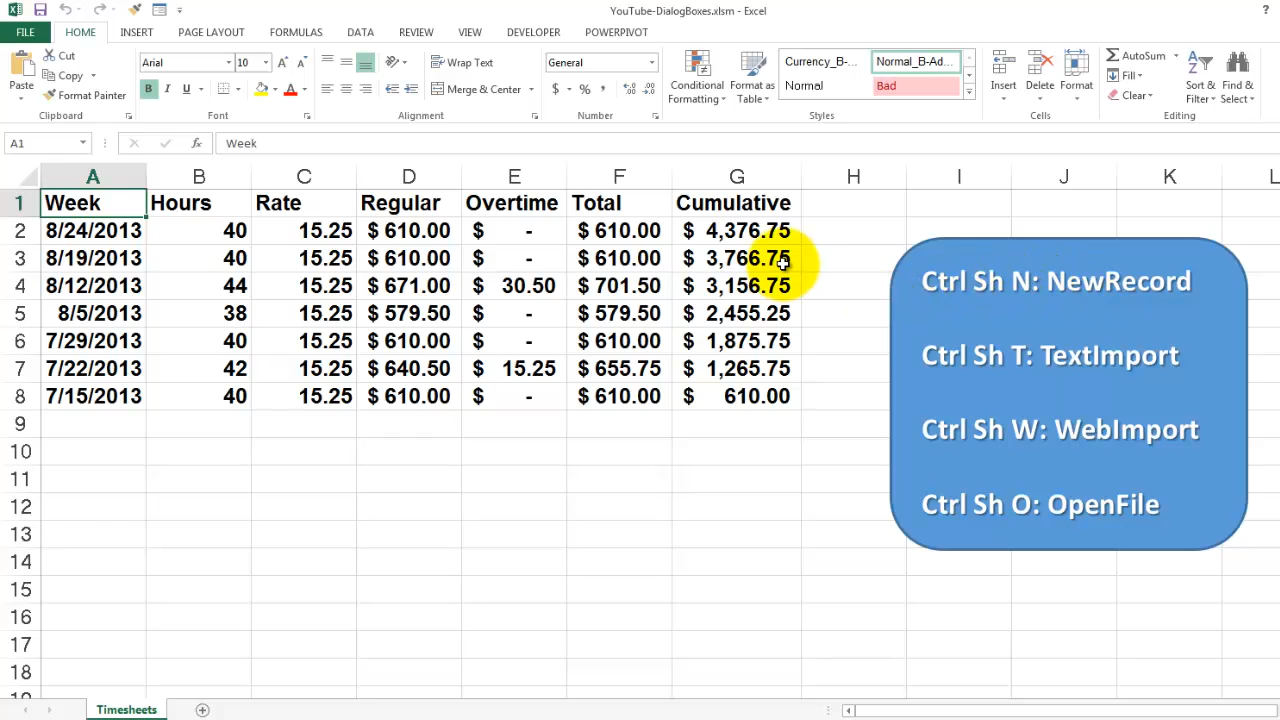 YouTube-DialogBoxes.xlsm - Excel
?
FILE HOME INSERT PAGE LAYOUT FORMULAS DATA REVIEW VIEW DEVELOPER POWERPIVOT
Paste
Cut
Copy
Format Painter
Clipboard
Arial 10
B I U
Font
Wrap Text
Merge & Center
Alignment
General
$ % ,
Number
Conditional Formatting
Format as Table
Currency_B-...
Normal_B-Ad...
Normal
Bad
Styles
Insert
Delete
Format
Cells
AutoSum
Fill
Clear
Sort & Filter
Find & Select
Editing
A1 fx Week
A B C D E F G H I J K L
1 Week Hours Rate Regular Overtime Total Cumulative
2 8/24/2013 40 15.25 $ 610.00 $ - $ 610.00 $ 4,376.75
3 8/19/2013 40 15.25 $ 610.00 $ - $ 610.00 $ 3,766.75
4 8/12/2013 44 15.25 $ 671.00 $ 30.50 $ 701.50 $ 3,156.75
5 8/5/2013 38 15.25 $ 579.50 $ - $ 579.50 $ 2,455.25
6 7/29/2013 40 15.25 $ 610.00 $ - $ 610.00 $ 1,875.75
7 7/22/2013 42 15.25 $ 640.50 $ 15.25 $ 655.75 $ 1,265.75
8 7/15/2013 40 15.25 $ 610.00 $ - $ 610.00 $ 610.00
9
10
11
12
13
14
15
16
17
18
19
Ctrl Sh N: NewRecord
Ctrl Sh T: TextImport
Ctrl Sh W: WebImport
Ctrl Sh O: OpenFile
Timesheets